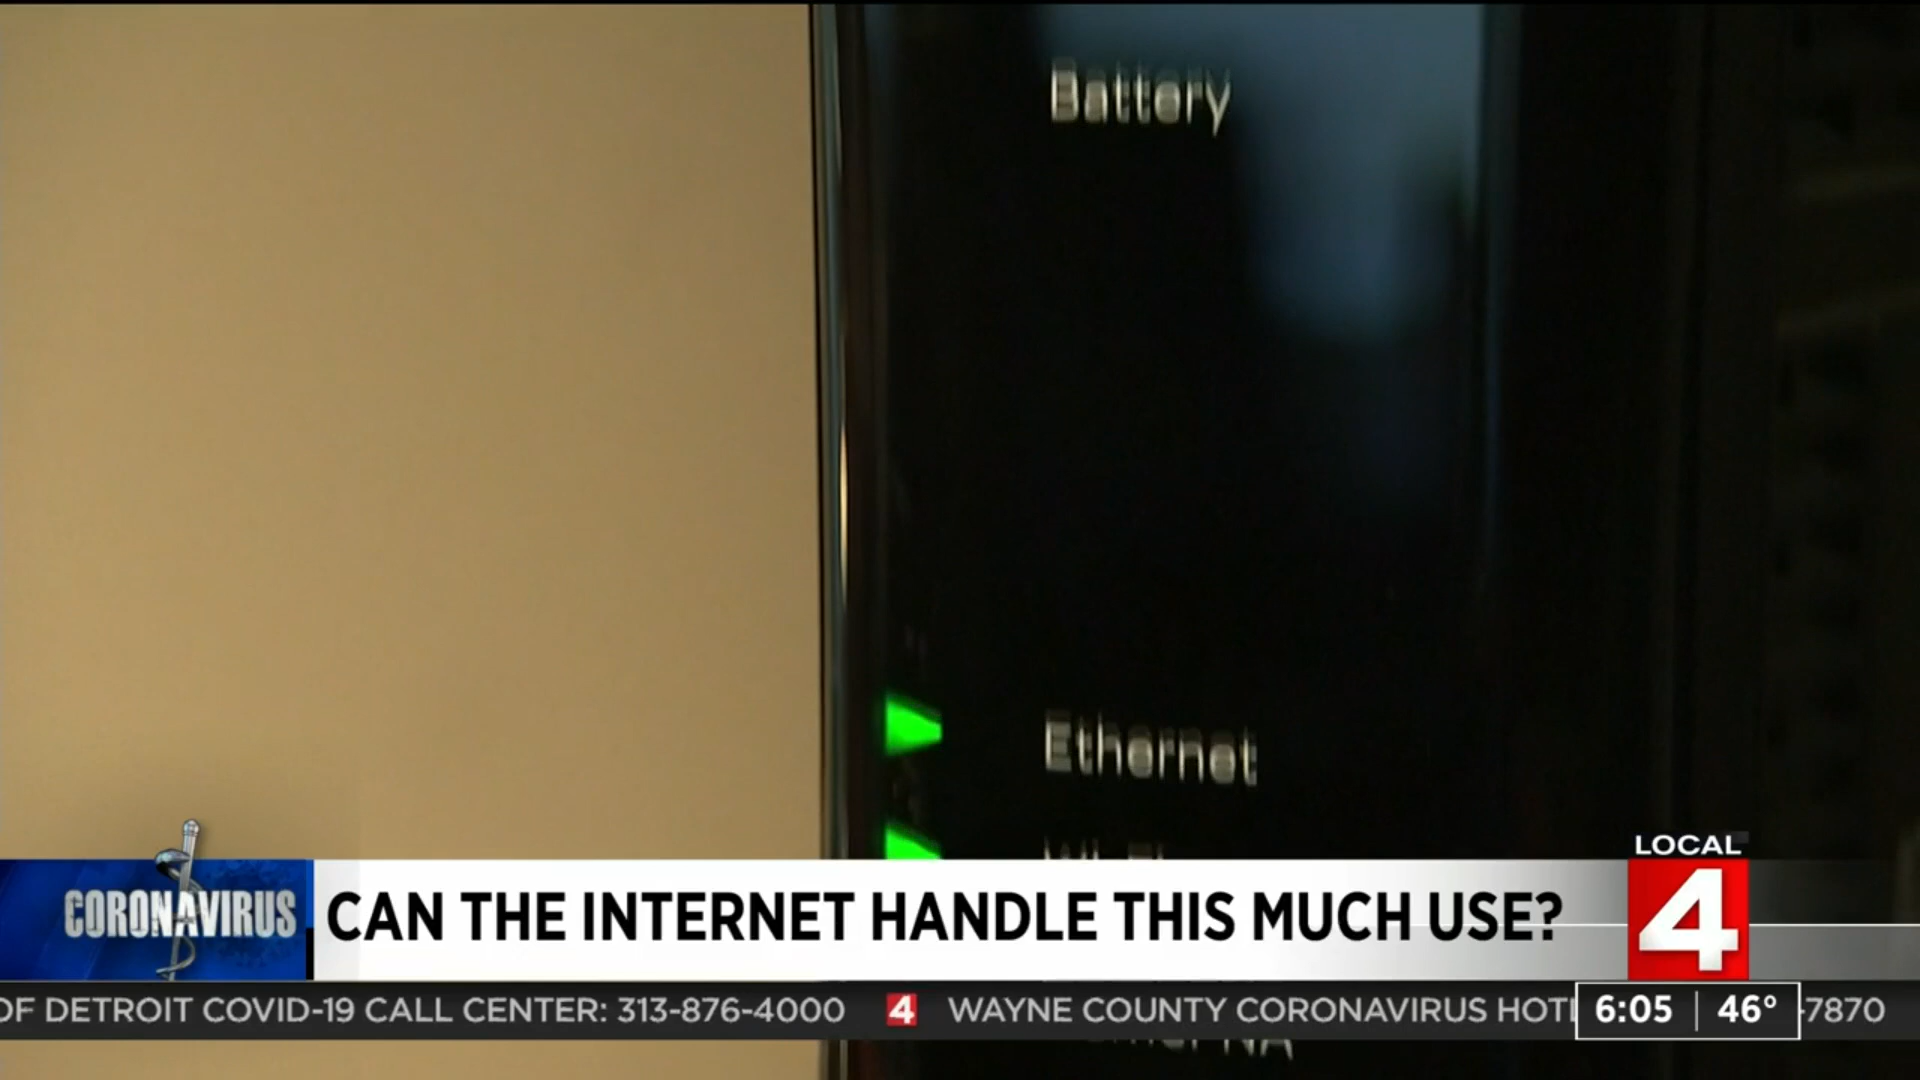 Battery
Ethernet
LOCAL
4
CORONAVIRUS
CAN THE INTERNET HANDLE THIS MUCH USE?
OF DETROIT COVID-19 CALL CENTER: 313-876-4000 4 WAYNE COUNTY CORONAVIRUS
6:05 46°
-7870